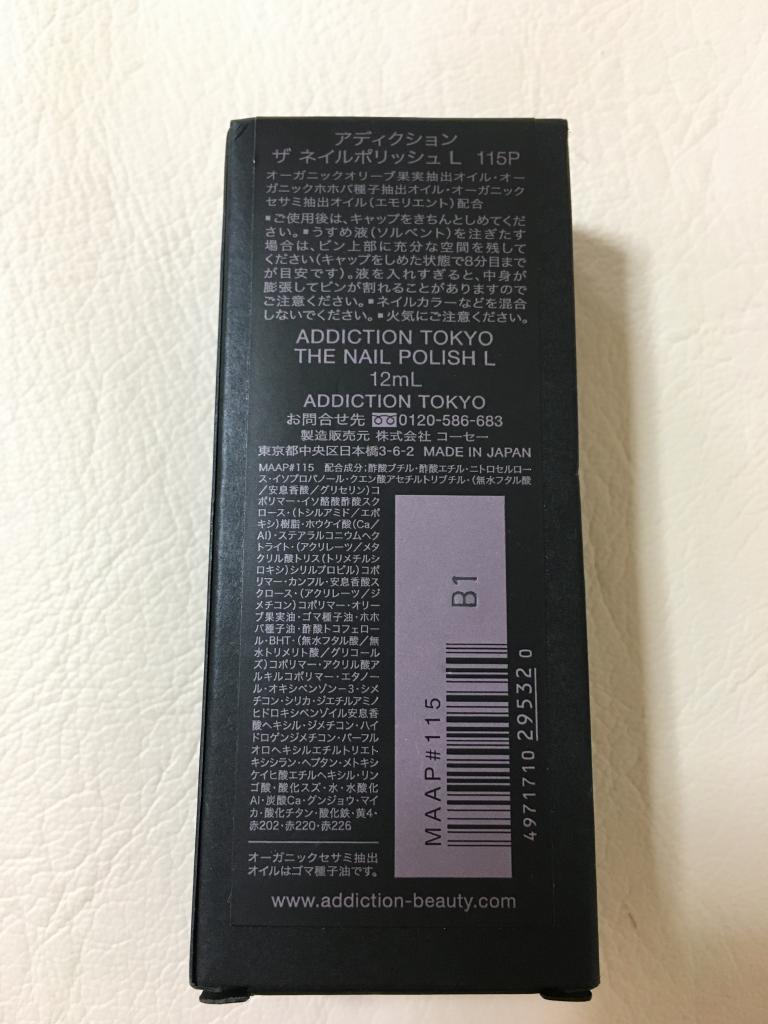 アディクション
ザ ネイルポリッシュ L 115P
オーガニックオリーブ果実抽出オイル・オー
ガニックホホバ種子抽出オイル・オーガニック
セサミ抽出オイル(エモリエント)配合
▪ご使用後は、キャップをきちんとしめてくだ
さい。▪うすめ液(ソルベント)を注ぎたす
場合は、ビン上部に充分な空間を残して
ください(キャップをしめた状態で8分目まで
が目安です)。液を入れすぎると、中身が
膨張してビンが割れることがありますので
ご注意ください。▪ネイルカラーなどを混合
しないでください。▪火気にご注意ください。
ADDICTION TOKYO
THE NAIL POLISH L
12mL
ADDICTION TOKYO
お問合せ先 0120-586-683
製造販売元 株式会社 コーセー
東京都中央区日本橋3-6-2 MADE IN JAPAN
MAAP#115 配合成分;酢酸ブチル・酢酸エチル・ニトロセルロー
ス・イソプロパノール・クエン酸アセチルトリブチル・(無水フタル酸
/安息香酸/グリセリン)コ
ポリマー・イソ酪酸酢酸スク
ロース・(トシルアミド/エポ
キシ)樹脂・ホウケイ酸(Ca/
Al)・ステアラルコニウムヘク
トライト・(アクリレーツ/メタ
クリル酸トリス(トリメチルシ
ロキシ)シリルプロピル)コポ
リマー・カンフル・安息香酸ス
クロース・(アクリレーツ/ジ
メチコン)コポリマー・オリー
ブ果実油・ゴマ種子油・ホホ
バ種子油・酢酸トコフェロー
ル・BHT・(無水フタル酸/無
水トリメリト酸/グリコール
ズ)コポリマー・アクリル酸ア
ルキルコポリマー・エタノー
ル・オキシベンゾン-3・シメ
チコン・シリカ・ジエチルアミノ
ヒドロキシベンゾイル安息香
酸ヘキシル・ジメチコン・ハイ
ドロゲンジメチコン・パーフル
オロヘキシルエチルトリエト
キシシラン・ヘプタン・メトキシ
ケイヒ酸エチルヘキシル・リン
ゴ酸・酸化スズ・水・水酸化
Al・炭酸Ca・グンジョウ・マイ
カ・酸化チタン・酸化鉄・黄4・
赤202・赤220・赤226
オーガニックセサミ抽出
オイルはゴマ種子油です。
B1
MAAP#115
4971710 295320
www.addiction-beauty.com